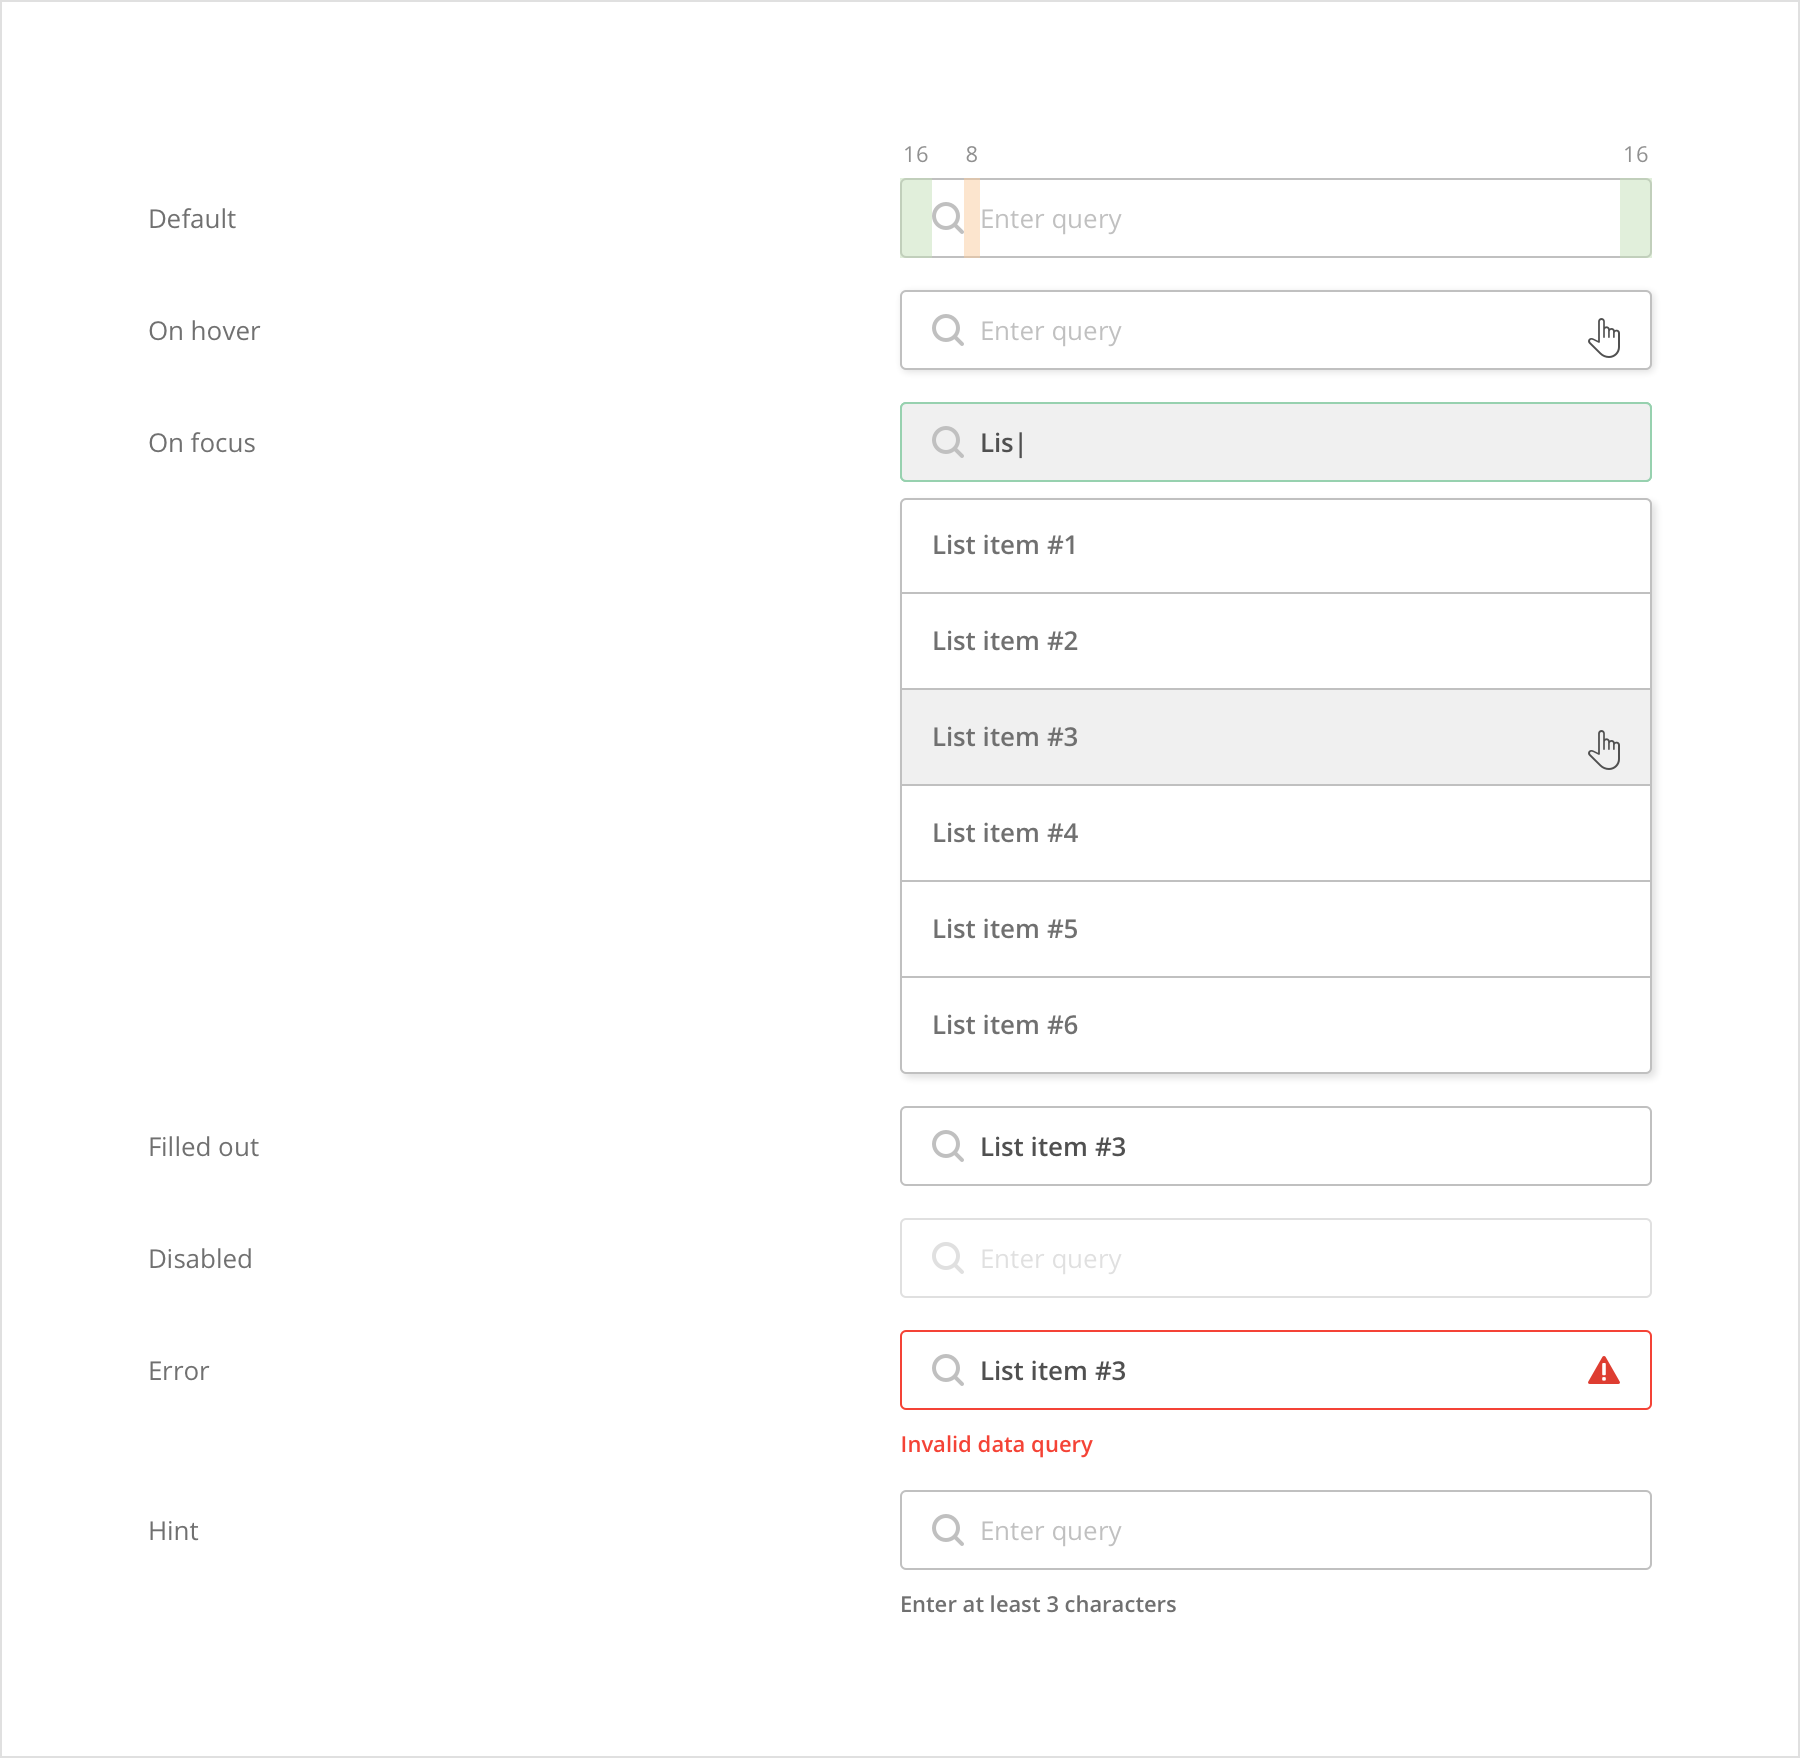 16 8 16
Default
Enter query
On hover
Enter query
On focus
Lis
List item #1
List item #2
List item #3
List item #4
List item #5
List item #6
Filled out
List item #3
Disabled
Enter query
Error
List item #3
Invalid data query
Hint
Enter query
Enter at least 3 characters